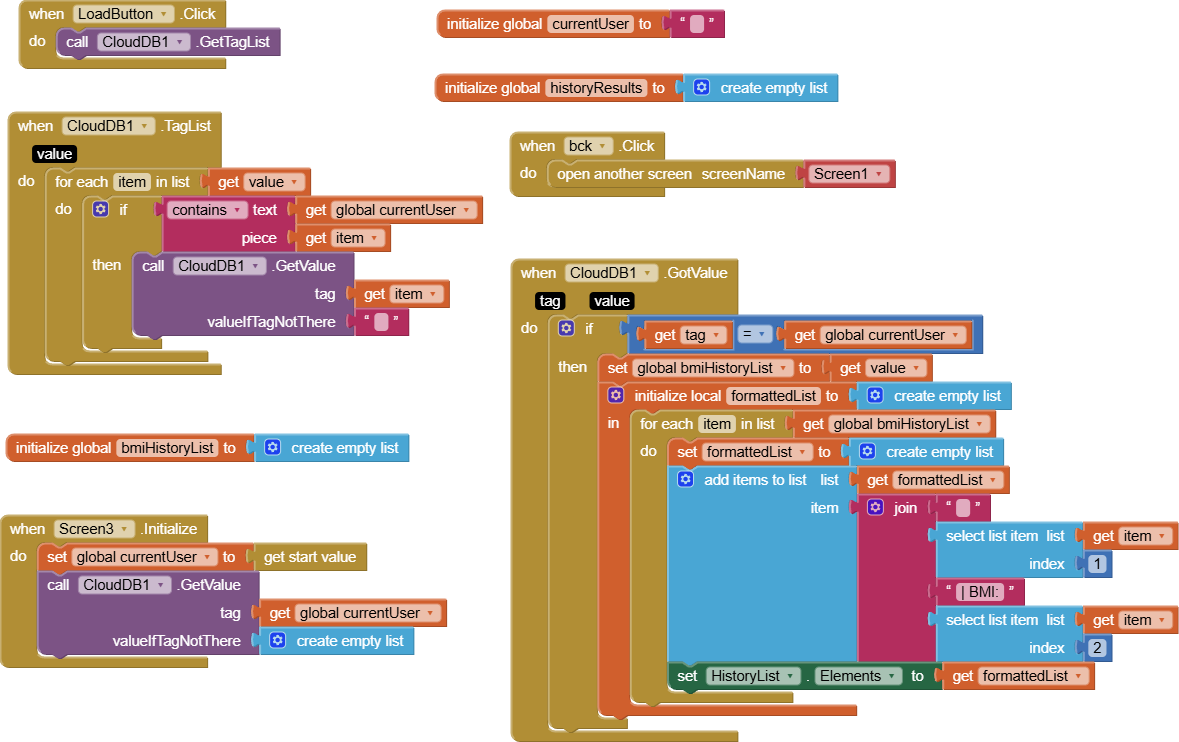 when LoadButton .Click
do call CloudDB1 .GetTagList
initialize global currentUser to " "
initialize global historyResults to create empty list
when CloudDB1 .TagList
value
do for each item in list get value
do if contains text get global currentUser
piece get item
then call CloudDB1 .GetValue
tag get item
valueIfTagNotThere " "
when bck .Click
do open another screen screenName Screen1
initialize global bmiHistoryList to create empty list
when Screen3 .Initialize
do set global currentUser to get start value
call CloudDB1 .GetValue
tag get global currentUser
valueIfTagNotThere create empty list
when CloudDB1 .GotValue
tag value
do if get tag = get global currentUser
then set global bmiHistoryList to get value
initialize local formattedList to create empty list
in for each item in list get global bmiHistoryList
do set formattedList to create empty list
add items to list list get formattedList
item join " "
select list item list get item
index 1
" | BMI: "
select list item list get item
index 2
set HistoryList . Elements to get formattedList